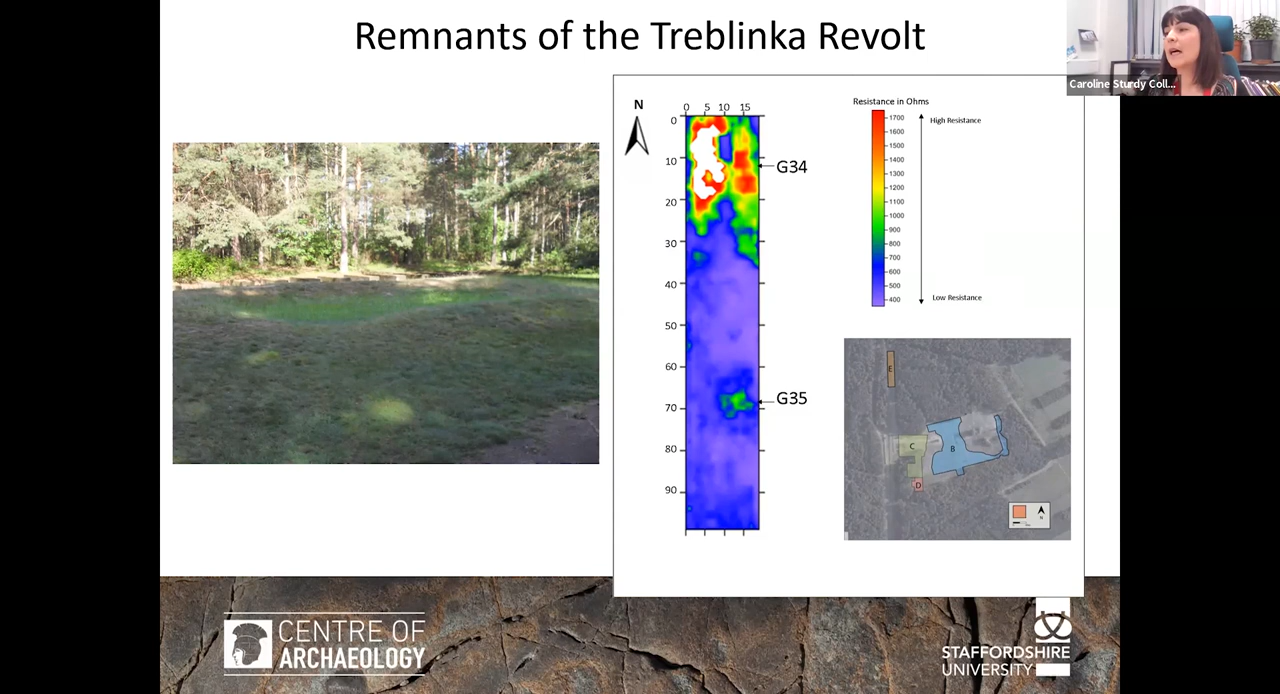 Remnants of the Treblinka Revolt
Caroline Sturdy Coll...
N
0 5 10 15
0
10
20
30
40
50
60
70
80
90
G34
G35
Resistance in Ohms
1700
1600
1500
1400
1300
1200
1100
1000
900
800
700
600
500
400
High Resistance
Low Resistance
E
C
B
D
N
CENTRE OF
ARCHAEOLOGY
STAFFORDSHIRE
UNIVERSITY